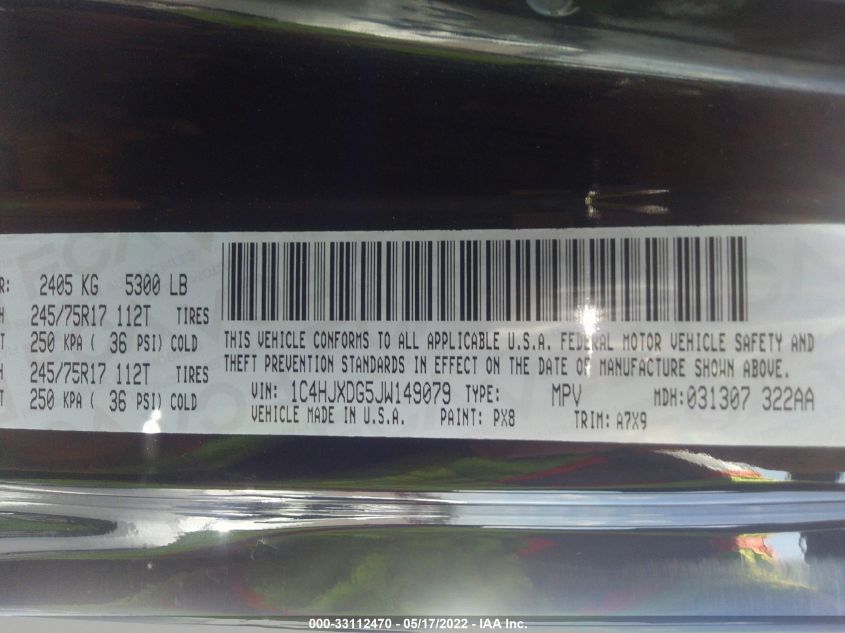 R: 2405 KG 5300 LB
H 245/75R17 112T TIRES
T 250 KPA ( 36 PSI) COLD
H 245/75R17 112T TIRES
T 250 KPA ( 36 PSI) COLD
THIS VEHICLE CONFORMS TO ALL APPLICABLE U.S.A. FEDERAL MOTOR VEHICLE SAFETY AND
THEFT PREVENTION STANDARDS IN EFFECT ON THE DATE OF MANUFACTURE SHOWN ABOVE.
VIN: 1C4HJXDG5JW149079 TYPE: MPV MDH: 031307 322AA
VEHICLE MADE IN U.S.A. PAINT: PX8 TRIM: A7X9
000-33112470 - 05/17/2022 - IAA Inc.